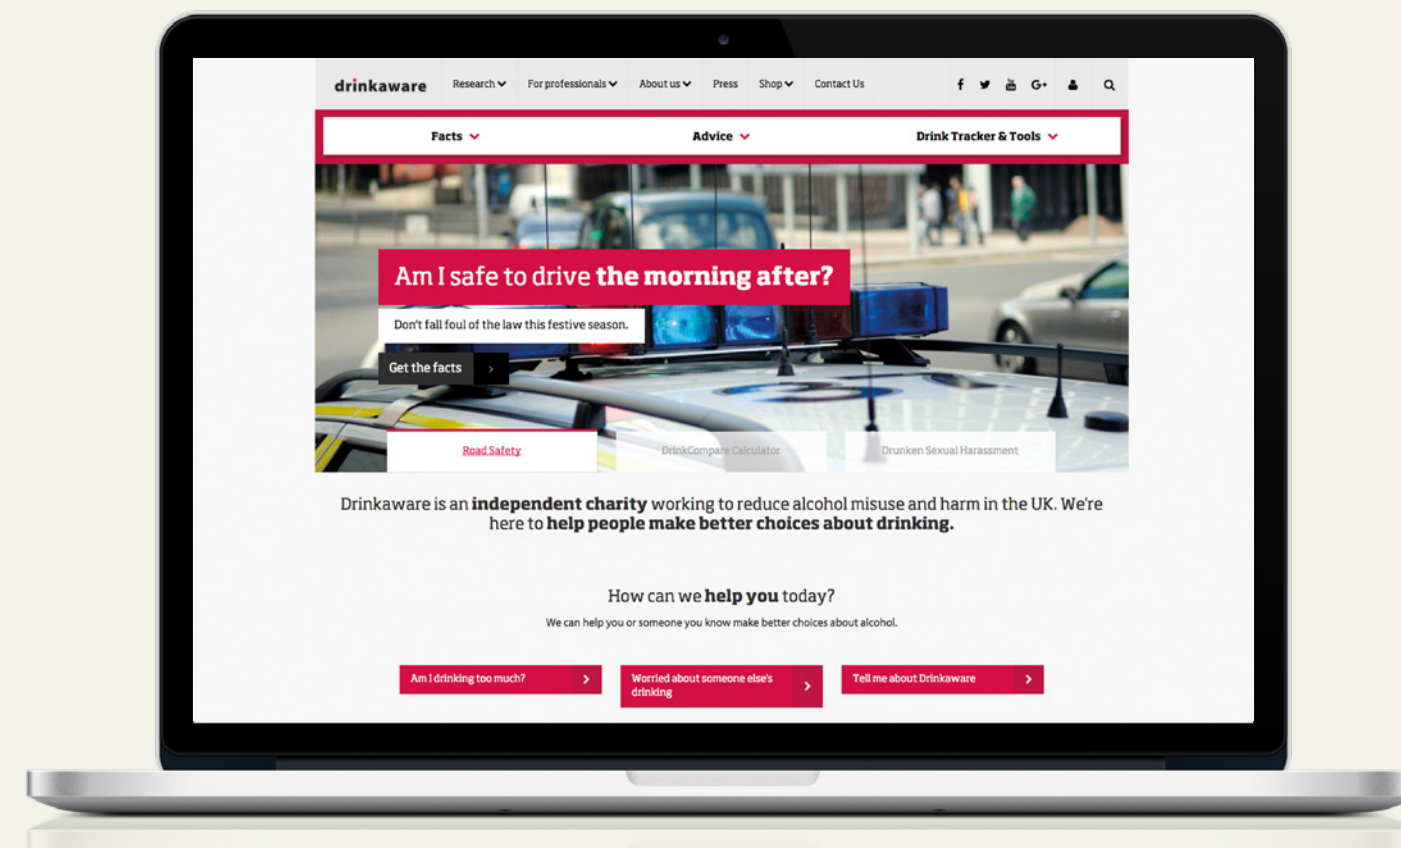 drinkaware
Research
For professionals
About us
Press
Shop
Contact Us
Facts
Advice
Drink Tracker & Tools
Am I safe to drive the morning after?
Don't fall foul of the law this festive season.
Get the facts
Road Safety
DrinkCompare Calculator
Drunken Sexual Harassment
Drinkaware is an independent charity working to reduce alcohol misuse and harm in the UK. We're
here to help people make better choices about drinking.
How can we help you today?
We can help you or someone you know make better choices about alcohol.
Am I drinking too much?
Worried about someone else's
drinking
Tell me about Drinkaware